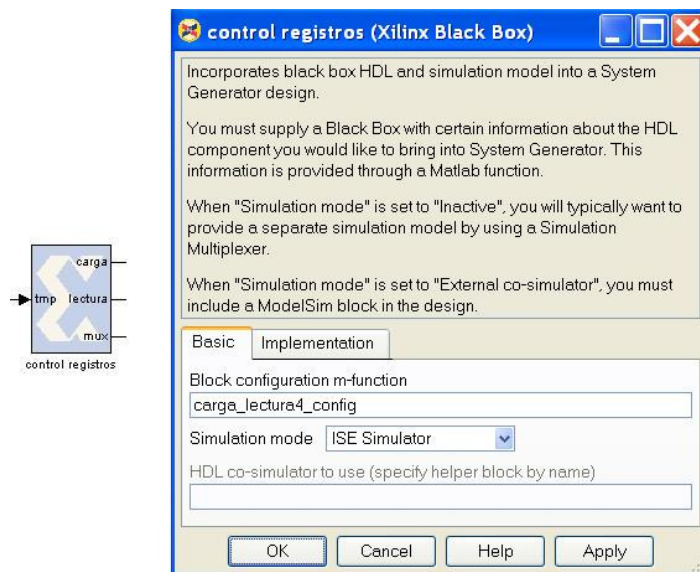 carga
tmp lectura
mux
control registros
control registros (Xilinx Black Box)
Incorporates black box HDL and simulation model into a System
Generator design.
You must supply a Black Box with certain information about the HDL
component you would like to bring into System Generator. This
information is provided through a Matlab function.
When "Simulation mode" is set to "Inactive", you will typically want to
provide a separate simulation model by using a Simulation
Multiplexer.
When "Simulation mode" is set to "External co-simulator", you must
include a ModelSim block in the design.
Basic Implementation
Block configuration m-function
carga_lectura4_config
Simulation mode ISE Simulator
HDL co-simulator to use (specify helper block by name)
OK Cancel Help Apply